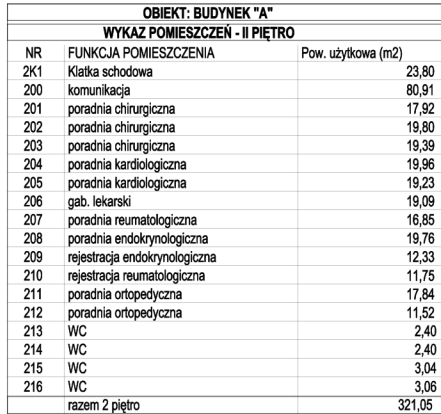 OBIEKT: BUDYNEK "A"
WYKAZ POMIESZCZEŃ - II PIĘTRO
NR FUNKCJA POMIESZCZENIA Pow. użytkowa (m2)
2K1 Klatka schodowa 23,80
200 komunikacja 80,91
201 poradnia chirurgiczna 17,92
202 poradnia chirurgiczna 19,80
203 poradnia chirurgiczna 19,39
204 poradnia kardiologiczna 19,96
205 poradnia kardiologiczna 19,23
206 gab. lekarski 19,09
207 poradnia reumatologiczna 16,85
208 poradnia endokrynologiczna 19,76
209 rejestracja endokrynologiczna 12,33
210 rejestracja reumatologiczna 11,75
211 poradnia ortopedyczna 17,84
212 poradnia ortopedyczna 11,52
213 WC 2,40
214 WC 2,40
215 WC 3,04
216 WC 3,06
razem 2 piętro 321,05